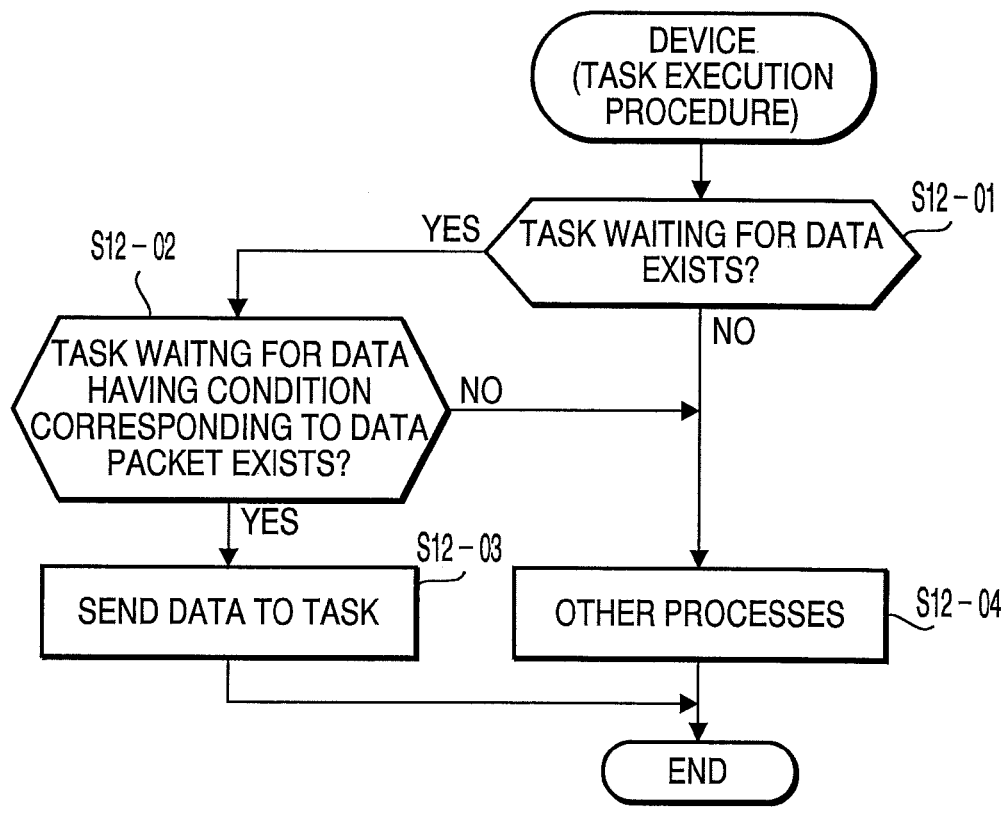 DEVICE
(TASK EXECUTION
PROCEDURE)
S12-01
TASK WAITING FOR DATA
EXISTS?
YES
NO
S12-02
TASK WAITNG FOR DATA
HAVING CONDITION
CORRESPONDING TO DATA
PACKET EXISTS?
NO
YES
S12-03
SEND DATA TO TASK
OTHER PROCESSES
S12-04
END